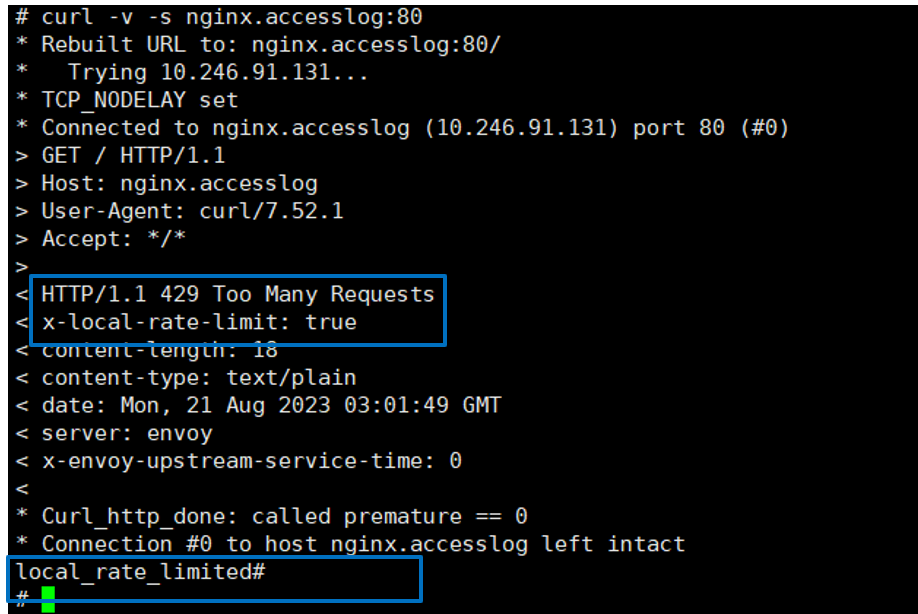 # curl -v -s nginx.accesslog:80
* Rebuilt URL to: nginx.accesslog:80/
*   Trying 10.246.91.131...
* TCP_NODELAY set
* Connected to nginx.accesslog (10.246.91.131) port 80 (#0)
> GET / HTTP/1.1
> Host: nginx.accesslog
> User-Agent: curl/7.52.1
> Accept: */*
>
< HTTP/1.1 429 Too Many Requests
< x-local-rate-limit: true
< content-length: 18
< content-type: text/plain
< date: Mon, 21 Aug 2023 03:01:49 GMT
< server: envoy
< x-envoy-upstream-service-time: 0
<
* Curl_http_done: called premature == 0
* Connection #0 to host nginx.accesslog left intact
local_rate_limited#
#